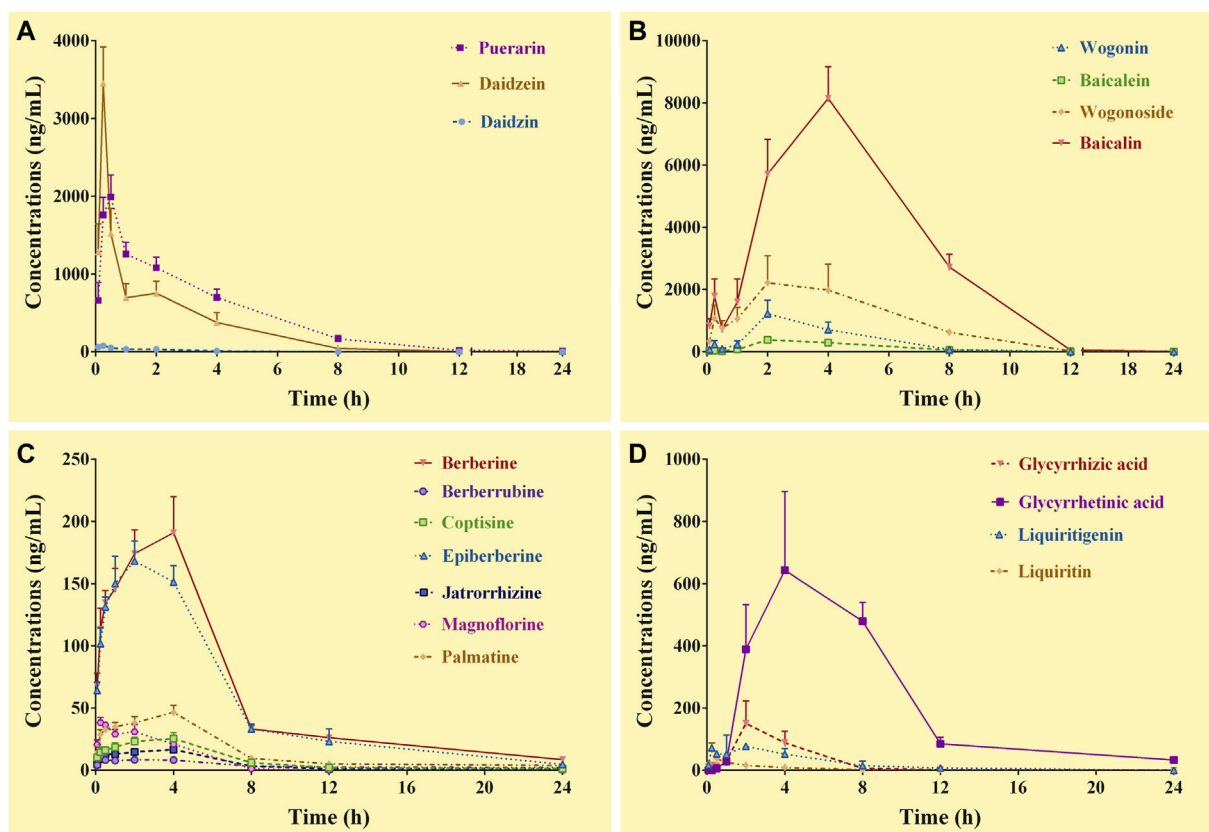 A
Concentrations (ng/mL)
4000
3000
2000
1000
0
Puerarin
Daidzein
Daidzin
0 2 4 6 8 10 12 18 24
Time (h)
B
Concentrations (ng/mL)
10000
8000
6000
4000
2000
0
Wogonin
Baicalein
Wogonoside
Baicalin
0 2 4 6 8 10 12 18 24
Time (h)
C
Concentrations (ng/mL)
250
200
150
100
50
0
Berberine
Berberrubine
Coptisine
Epiberberine
Jatrorrhizine
Magnoflorine
Palmatine
0 4 8 12 16 20 24
Time (h)
D
Concentrations (ng/mL)
1000
800
600
400
200
0
Glycyrrhizic acid
Glycyrrhetinic acid
Liquiritigenin
Liquiritin
0 4 8 12 16 20 24
Time (h)